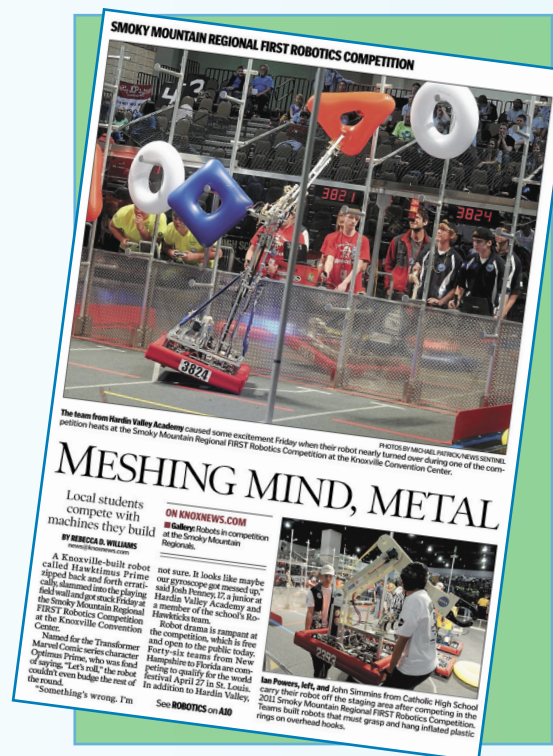 SMOKY MOUNTAIN REGIONAL FIRST ROBOTICS COMPETITION
3821
3824
3824
PHOTOS BY MICHAEL PATRICK/NEWS SENTINEL
The team from Hardin Valley Academy caused some excitement Friday when their robot nearly turned over during one of the com-
petition heats at the Smoky Mountain Regional FIRST Robotics Competition at the Knoxville Convention Center.
MESHING MIND, METAL
Local students
compete with
machines they build
BY REBECCA D. WILLIAMS
news@knoxnews.com
A Knoxville-built robot
called Hawktimus Prime
zipped back and forth errati-
cally, slammed into the playing
field wall and got stuck Friday at
the Smoky Mountain Regional
FIRST Robotics Competition
at the Knoxville Convention
Center.
Named for the Transformer
Marvel Comic series character
Optimus Prime, who was fond
of saying, “Let’s roll,” the robot
couldn’t even budge the rest of
the round.
“Something’s wrong. I’m
ON KNOXNEWS.COM
■ Gallery: Robots in competition
at the Smoky Mountain
Regionals.
not sure. It looks like maybe
our gyroscope got messed up,”
said Josh Penney, 17, a junior at
Hardin Valley Academy and
a member of the school’s Ro-
Hawkticks team.
Robot drama is rampant at
the competition, which is free
and open to the public today.
Forty-six teams from New
Hampshire to Florida are com-
peting to qualify for the world
festival April 27 in St. Louis.
In addition to Hardin Valley,
See ROBOTICS on A10
Ian Powers, left, and John Simmins from Catholic High School
carry their robot off the staging area after competing in the
2011 Smoky Mountain Regional FIRST Robotics Competition.
Teams built robots that must grasp and hang inflated plastic
rings on overhead hooks.